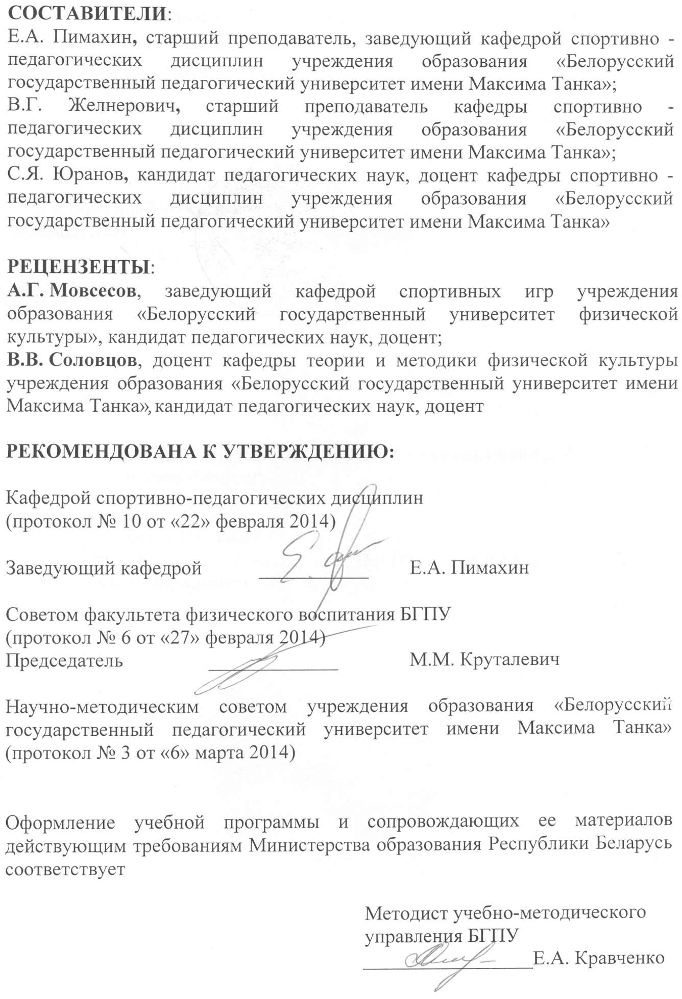 СОСТАВИТЕЛИ:
Е.А. Пимахин, старший преподаватель, заведующий кафедрой спортивно -
педагогических дисциплин учреждения образования «Белорусский
государственный педагогический университет имени Максима Танка»;
В.Г. Желнерович, старший преподаватель кафедры спортивно -
педагогических дисциплин учреждения образования «Белорусский
государственный педагогический университет имени Максима Танка»;
С.Я. Юранов, кандидат педагогических наук, доцент кафедры спортивно -
педагогических дисциплин учреждения образования «Белорусский
государственный педагогический университет имени Максима Танка»
РЕЦЕНЗЕНТЫ:
А.Г. Мовсесов, заведующий кафедрой спортивных игр учреждения
образования «Белорусский государственный университет физической
культуры», кандидат педагогических наук, доцент;
В.В. Соловцов, доцент кафедры теории и методики физической культуры
учреждения образования «Белорусский государственный университет имени
Максима Танка», кандидат педагогических наук, доцент
РЕКОМЕНДОВАНА К УТВЕРЖДЕНИЮ:
Кафедрой спортивно-педагогических дисциплин
(протокол № 10 от «22» февраля 2014)
Заведующий кафедрой Е.А. Пимахин
Советом факультета физического воспитания БГПУ
(протокол № 6 от «27» февраля 2014)
Председатель М.М. Круталевич
Научно-методическим советом учреждения образования «Белорусский
государственный педагогический университет имени Максима Танка»
(протокол № 3 от «6» марта 2014)
Оформление учебной программы и сопровождающих ее материалов
действующим требованиям Министерства образования Республики Беларусь
соответствует
Методист учебно-методического
управления БГПУ
Е.А. Кравченко